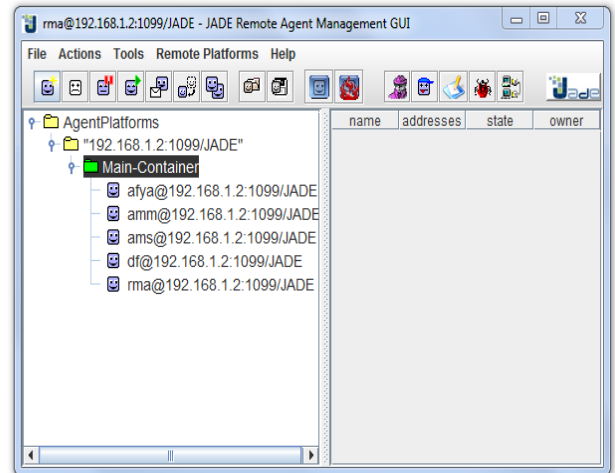 rma@192.168.1.2:1099/JADE - JADE Remote Agent Management GUI
File Actions Tools Remote Platforms Help
Jade
AgentPlatforms
name addresses state owner
"192.168.1.2:1099/JADE"
Main-Container
afya@192.168.1.2:1099/JADE
amm@192.168.1.2:1099/JADE
ams@192.168.1.2:1099/JADE
df@192.168.1.2:1099/JADE
rma@192.168.1.2:1099/JADE